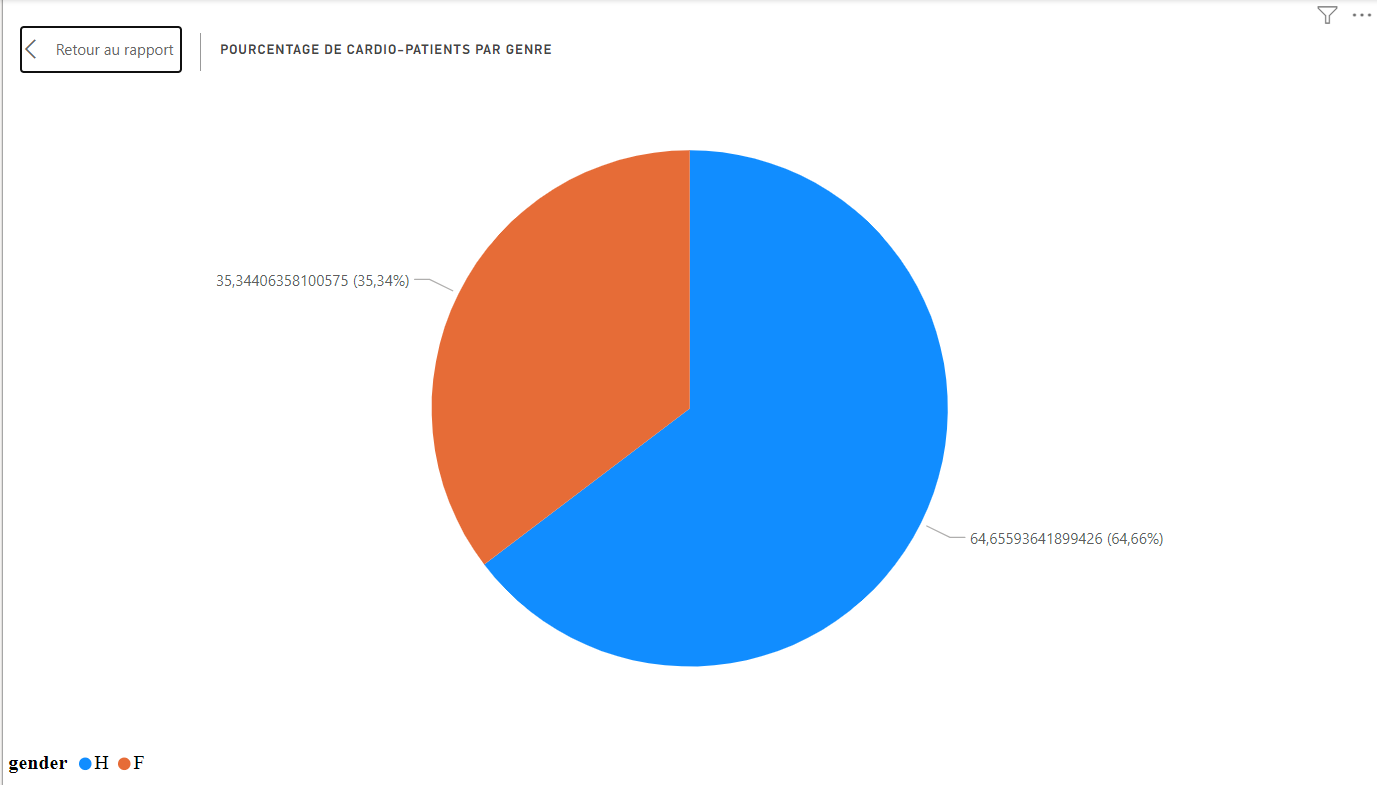 Retour au rapport
POURCENTAGE DE CARDIO-PATIENTS PAR GENRE
35,34406358100575 (35,34%)
64,65593641899426 (64,66%)
gender H F